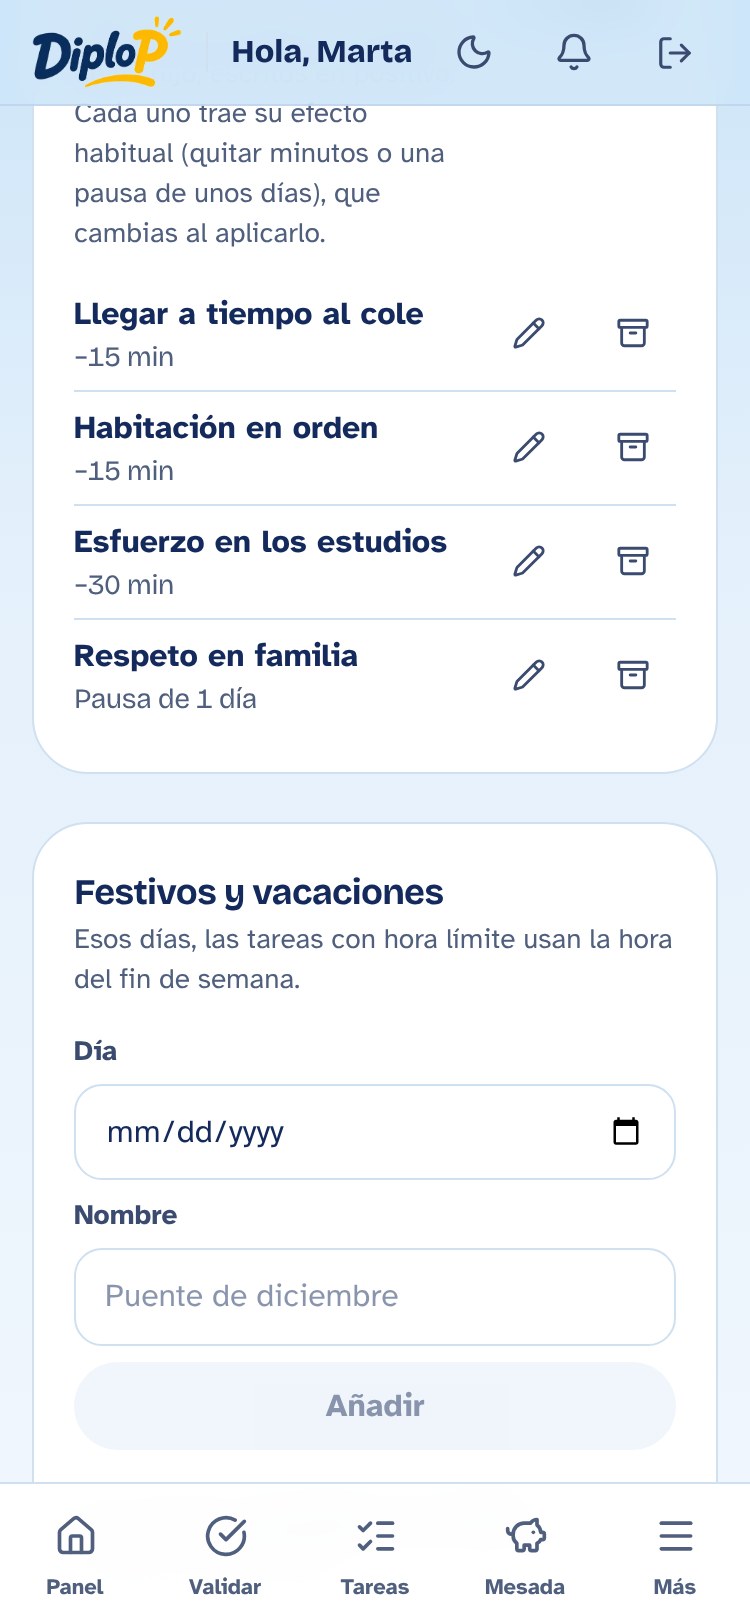 DiploP
Hola, Marta
Cada uno trae su efecto
habitual (quitar minutos o una
pausa de unos días), que
cambias al aplicarlo.
Llegar a tiempo al cole
−15 min
Habitación en orden
−15 min
Esfuerzo en los estudios
−30 min
Respeto en familia
Pausa de 1 día
Festivos y vacaciones
Esos días, las tareas con hora límite usan la hora
del fin de semana.
Día
mm/dd/yyyy
Nombre
Puente de diciembre
Añadir
Panel
Validar
Tareas
Mesada
Más